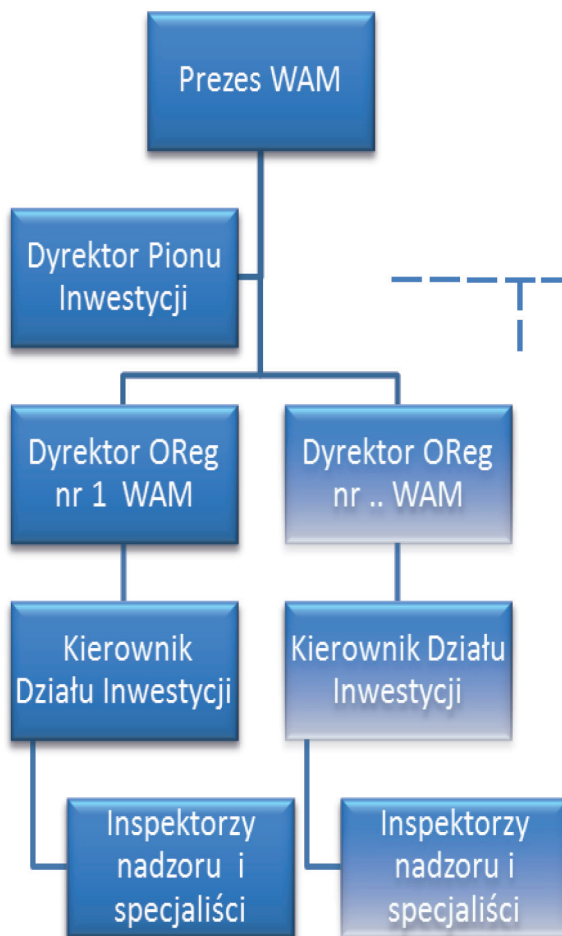 Prezes WAM
Dyrektor Pionu
Inwestycji
Dyrektor OReg
nr 1 WAM
Dyrektor OReg
nr .. WAM
Kierownik
Działu Inwestycji
Kierownik Działu
Inwestycji
Inspektorzy
nadzoru i
specjaliści
Inspektorzy
nadzoru i
specjaliści